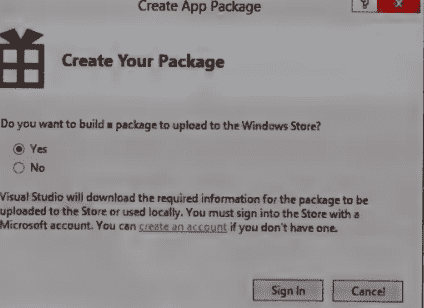 Create App Package
?
x
Create Your Package
Do you want to build a package to upload to the Windows Store?
Yes
No
Visual Studio will download the required information for the package to be
uploaded to the Store or used locally. You must sign into the Store with a
Microsoft account. You can create an account if you don't have one.
Sign In
Cancel